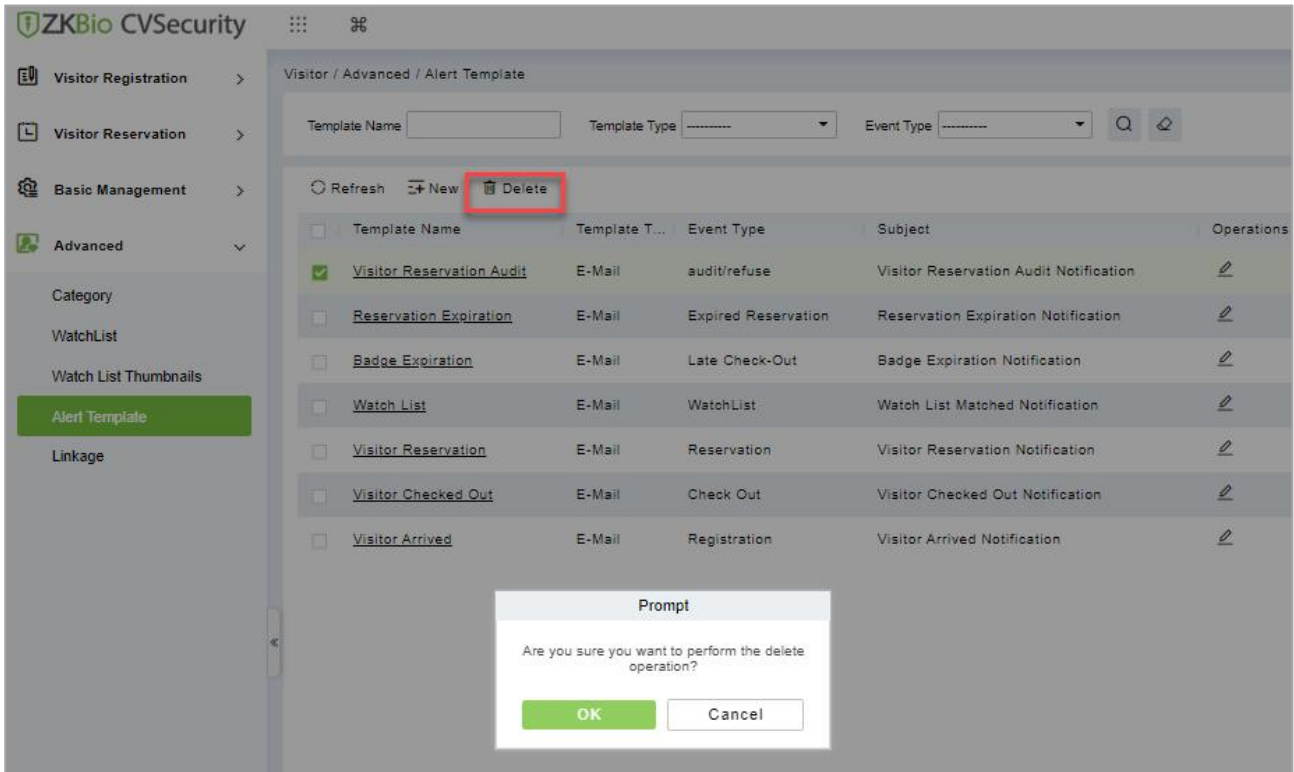 ZKBio CVSecurity
Visitor Registration
Visitor Reservation
Basic Management
Advanced
Category
WatchList
Watch List Thumbnails
Alert Template
Linkage
Visitor / Advanced / Alert Template
Template Name Template Type ---------- Event Type ----------
Refresh New Delete
Template Name Template T... Event Type Subject Operations
Visitor Reservation Audit E-Mail audit/refuse Visitor Reservation Audit Notification
Reservation Expiration E-Mail Expired Reservation Reservation Expiration Notification
Badge Expiration E-Mail Late Check-Out Badge Expiration Notification
Watch List E-Mail WatchList Watch List Matched Notification
Visitor Reservation E-Mail Reservation Visitor Reservation Notification
Visitor Checked Out E-Mail Check Out Visitor Checked Out Notification
Visitor Arrived E-Mail Registration Visitor Arrived Notification
Prompt
Are you sure you want to perform the delete
operation?
OK Cancel